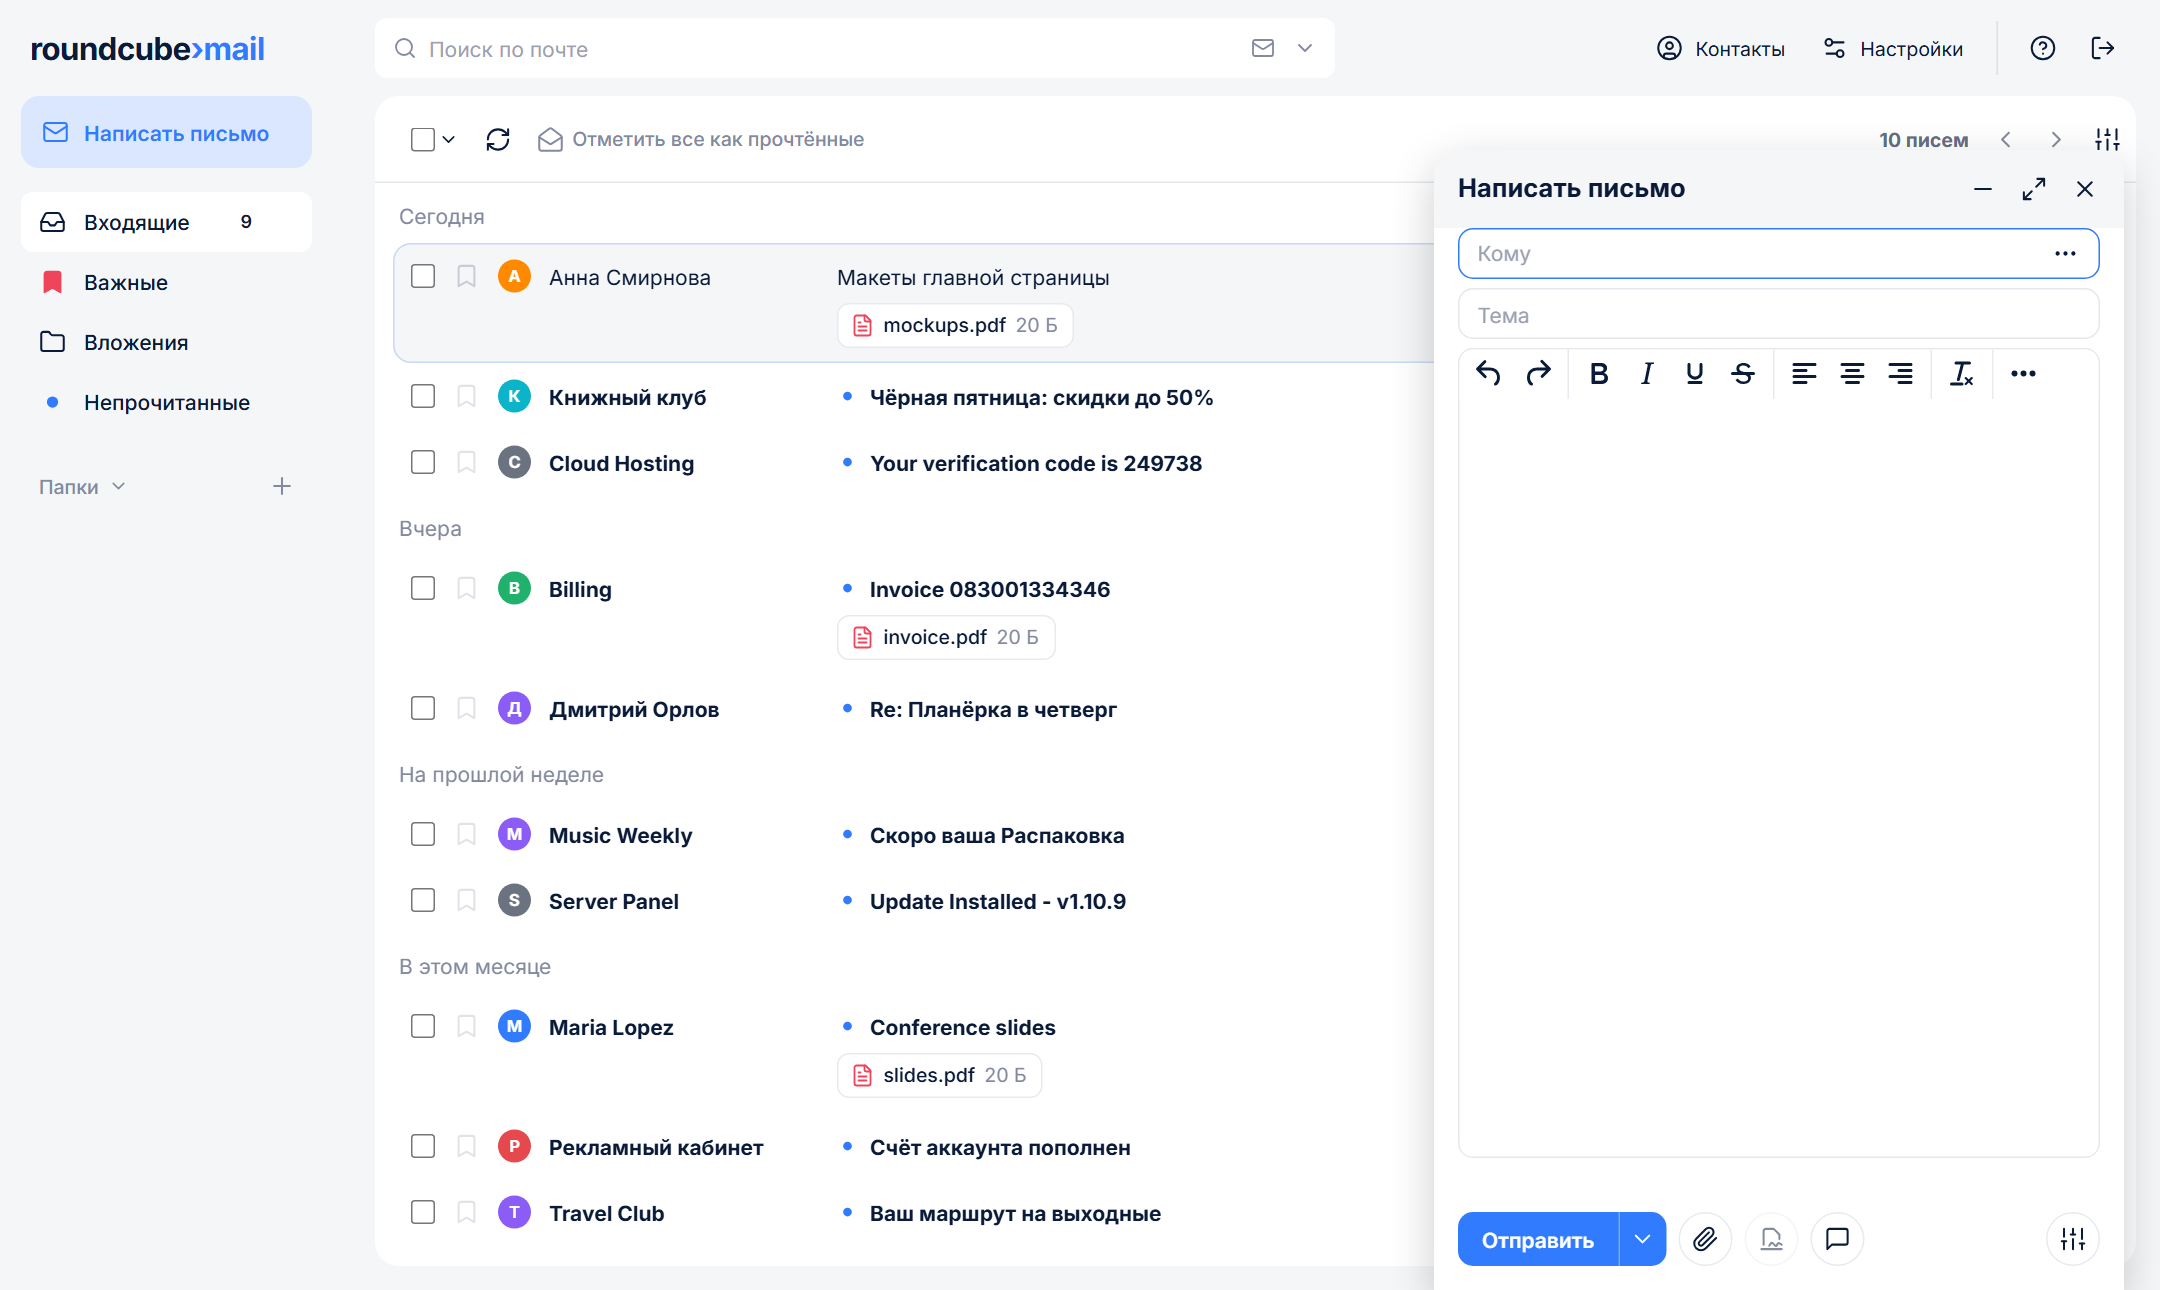 roundcube›mail
Поиск по почте
Контакты
Настройки
Написать письмо
Входящие 9
Важные
Вложения
Непрочитанные
Папки
Отметить все как прочтённые
10 писем
Сегодня
A Анна Смирнова Макеты главной страницы
mockups.pdf 20 Б
К Книжный клуб Чёрная пятница: скидки до 50%
C Cloud Hosting Your verification code is 249738
Вчера
B Billing Invoice 083001334346
invoice.pdf 20 Б
Д Дмитрий Орлов Re: Планёрка в четверг
На прошлой неделе
M Music Weekly Скоро ваша Распаковка
S Server Panel Update Installed - v1.10.9
В этом месяце
M Maria Lopez Conference slides
slides.pdf 20 Б
Р Рекламный кабинет Счёт аккаунта пополнен
T Travel Club Ваш маршрут на выходные
Написать письмо
Кому
Тема
B I U S
Отправить